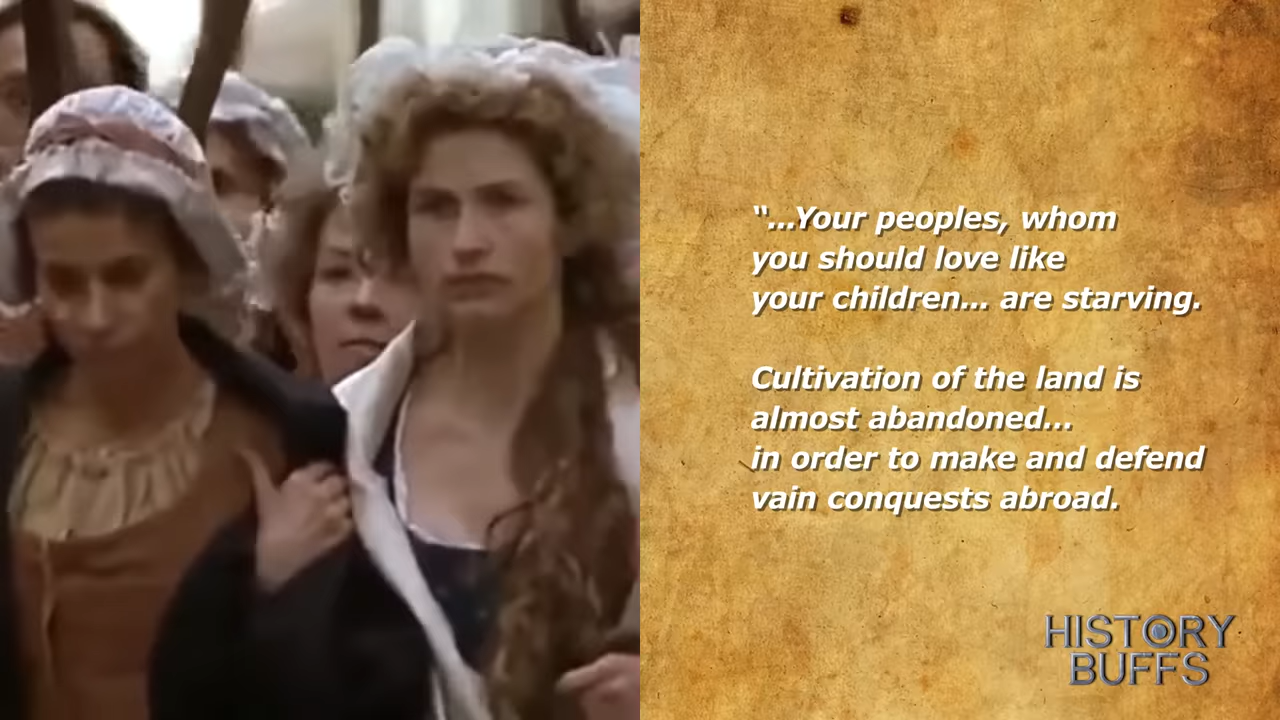 “...Your peoples, whom
you should love like
your children... are starving.
Cultivation of the land is
almost abandoned...
in order to make and defend
vain conquests abroad.
HISTORY
BUFFS